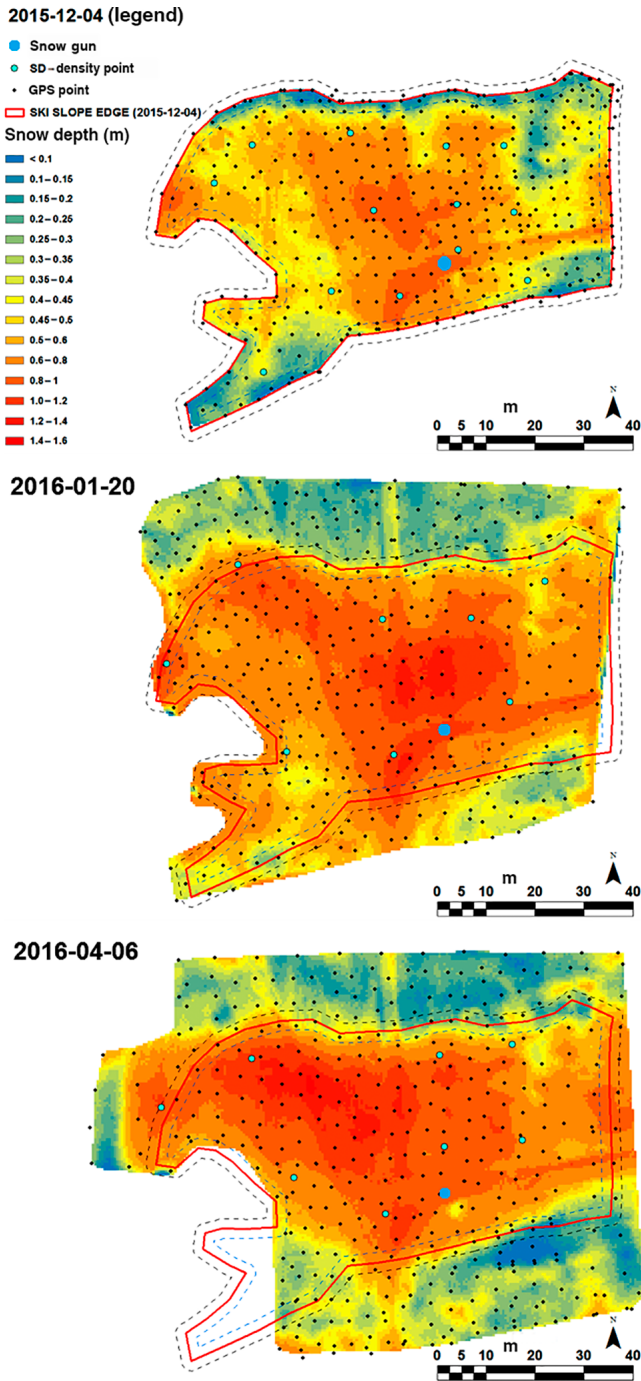 2015-12-04 (legend)
Snow gun
SD-density point
GPS point
SKI SLOPE EDGE (2015-12-04)
Snow depth (m)
< 0.1
0.1–0.15
0.15–0.2
0.2–0.25
0.25–0.3
0.3–0.35
0.35–0.4
0.4–0.45
0.45–0.5
0.5–0.6
0.6–0.8
0.8–1
1.0–1.2
1.2–1.4
1.4–1.6
N
m
0 5 10 20 30 40
2016-01-20
N
m
0 5 10 20 30 40
2016-04-06
N
m
0 5 10 20 30 40